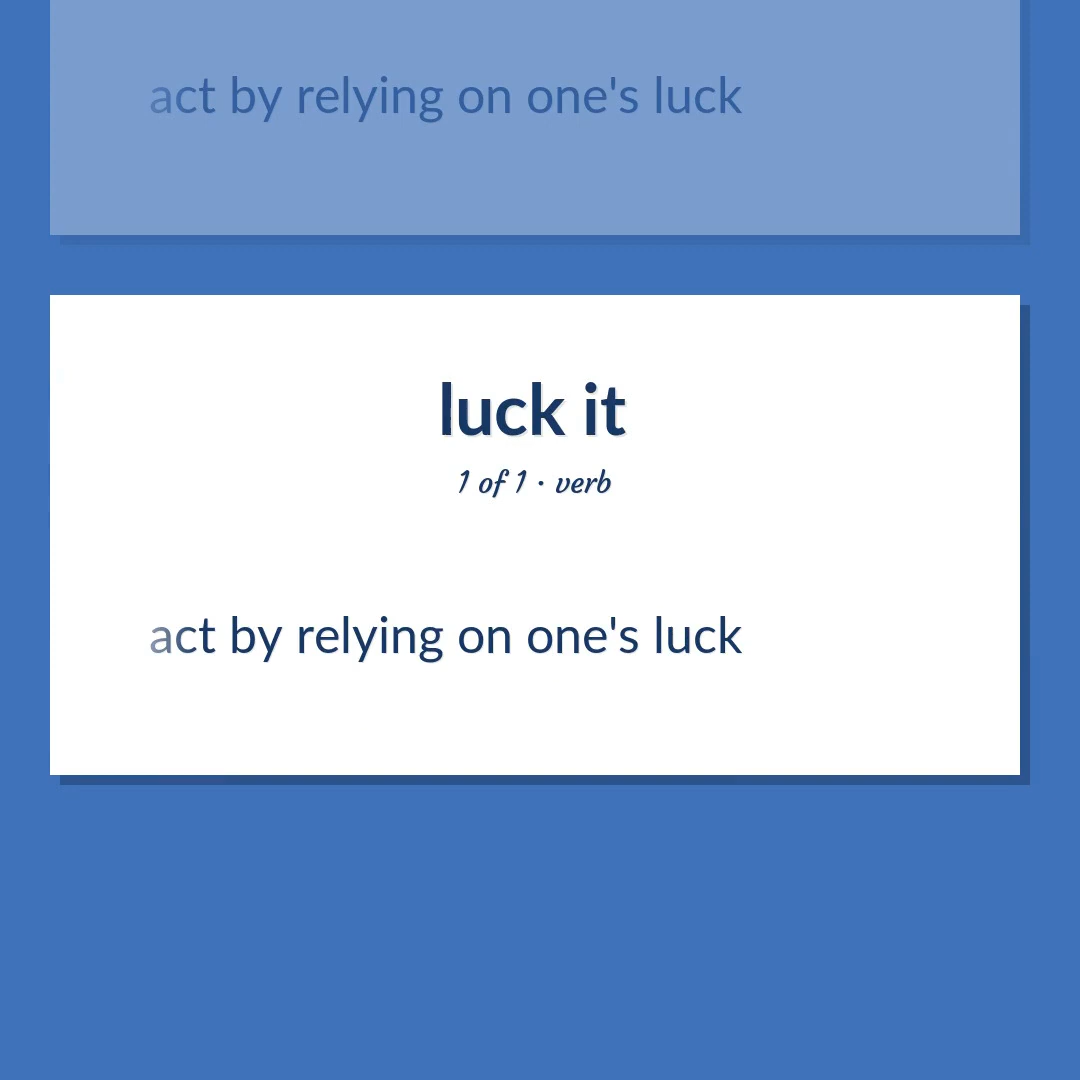 act by relying on one's luck
luck it
1 of 1 · verb
act by relying on one's luck